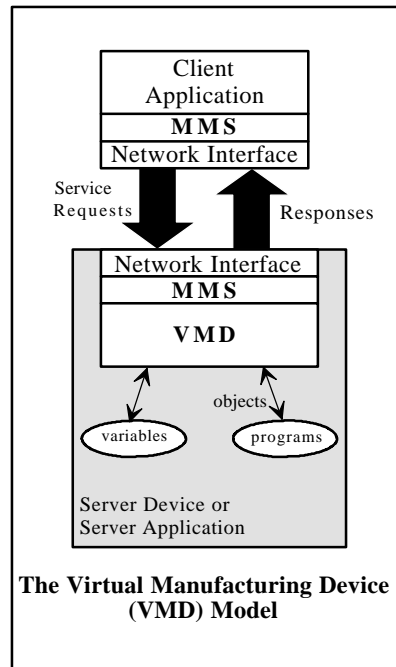 Client
Application
MMS
Network Interface
Service
Requests
Responses
Network Interface
MMS
VMD
objects
variables
programs
Server Device or
Server Application
The Virtual Manufacturing Device
(VMD) Model